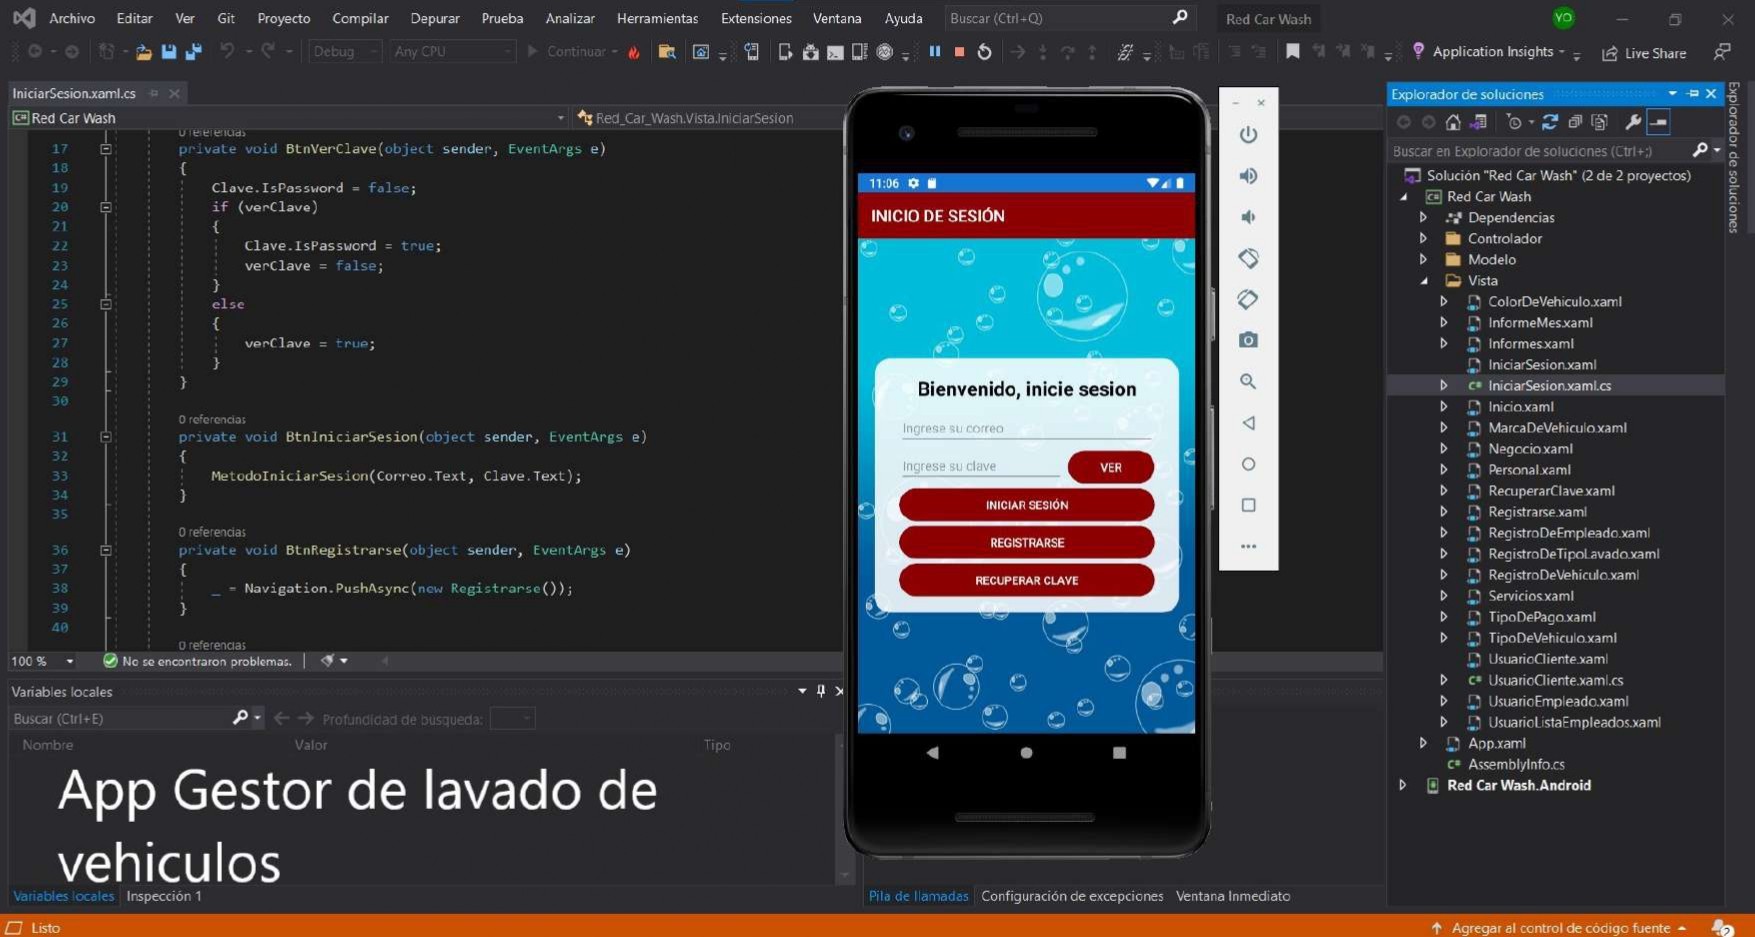 Archivo Editar Ver Git Proyecto Compilar Depurar Prueba Analizar Herramientas Extensiones Ventana Ayuda Buscar (Ctrl+Q) Red Car Wash YO
Debug Any CPU Continuar Application Insights Live Share
IniciarSesion.xaml.cs
Red Car Wash Red_Car_Wash.Vista.IniciarSesion
0 referencias
17 private void BtnVerClave(object sender, EventArgs e)
18 {
19 Clave.IsPassword = false;
20 if (verClave)
21 {
22 Clave.IsPassword = true;
23 verClave = false;
24 }
25 else
26 {
27 verClave = true;
28 }
29 }
30
0 referencias
31 private void BtnIniciarSesion(object sender, EventArgs e)
32 {
33 MetodoIniciarSesion(Correo.Text, Clave.Text);
34 }
35
0 referencias
36 private void BtnRegistrarse(object sender, EventArgs e)
37 {
38 _ = Navigation.PushAsync(new Registrarse());
39 }
40
0 referencias
100 % No se encontraron problemas.
Variables locales
Buscar (Ctrl+E) Profundidad de búsqueda:
Nombre Valor Tipo
App Gestor de lavado de
vehiculos
Variables locales Inspección 1
11:06
INICIO DE SESIÓN
Bienvenido, inicie sesion
Ingrese su correo
Ingrese su clave VER
INICIAR SESIÓN
REGISTRARSE
RECUPERAR CLAVE
Pila de llamadas Configuración de excepciones Ventana Inmediato
Explorador de soluciones
Buscar en Explorador de soluciones (Ctrl+;)
Solución "Red Car Wash" (2 de 2 proyectos)
Red Car Wash
Dependencias
Controlador
Modelo
Vista
ColorDeVehiculo.xaml
InformeMes.xaml
Informes.xaml
IniciarSesion.xaml
IniciarSesion.xaml.cs
Inicio.xaml
MarcaDeVehiculo.xaml
Negocio.xaml
Personal.xaml
RecuperarClave.xaml
Registrarse.xaml
RegistroDeEmpleado.xaml
RegistroDeTipoLavado.xaml
RegistroDeVehiculo.xaml
Servicios.xaml
TipoDePago.xaml
TipoDeVehiculo.xaml
UsuarioCliente.xaml
UsuarioCliente.xaml.cs
UsuarioEmpleado.xaml
UsuarioListaEmpleados.xaml
App.xaml
AssemblyInfo.cs
Red Car Wash.Android
Explorador de soluciones
Listo Agregar al control de código fuente 2